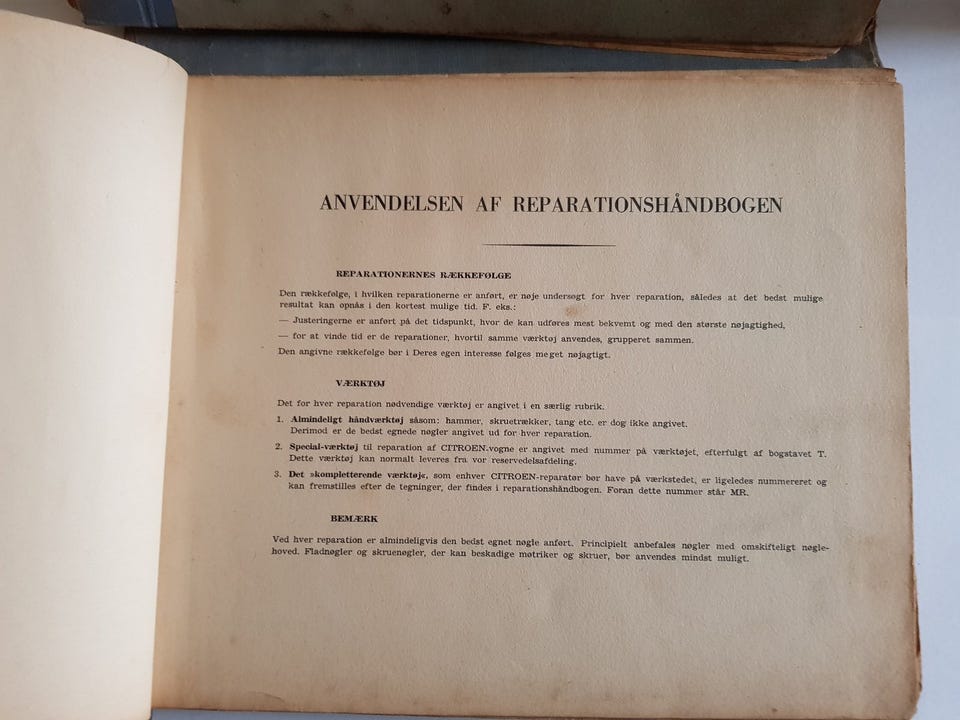 ANVENDELSEN AF REPARATIONSHÅNDBOGEN
REPARATIONERNES RÆKKEFØLGE
Den rækkefølge, i hvilken reparationerne er anført, er nøje undersøgt for hver reparation, således at det bedst mulige
resultat kan opnås i den kortest mulige tid. F. eks.:
— Justeringerne er anført på det tidspunkt, hvor de kan udføres mest bekvemt og med den største nøjagtighed,
— for at vinde tid er de reparationer, hvortil samme værktøj anvendes, grupperet sammen.
Den angivne rækkefølge bør i Deres egen interesse følges meget nøjagtigt.
VÆRKTØJ
Det for hver reparation nødvendige værktøj er angivet i en særlig rubrik.
1. Almindeligt håndværktøj såsom: hammer, skruetrækker, tang etc. er dog ikke angivet.
Derimod er de bedst egnede nøgler angivet ud for hver reparation.
2. Special-værktøj til reparation af CITROEN-vogne er angivet med nummer på værktøjet, efterfulgt af bogstavet T.
Dette værktøj kan normalt leveres fra vor reservedelsafdeling.
3. Det »kompletterende værktøj«, som enhver CITROEN-reparatør bør have på værkstedet, er ligeledes nummereret og
kan fremstilles efter de tegninger, der findes i reparationshåndbogen. Foran dette nummer står MR.
BEMÆRK
Ved hver reparation er almindeligvis den bedst egnet nøgle anført. Principielt anbefales nøgler med omskifteligt nøgle-
hoved. Fladnøgler og skruenøgler, der kan beskadige møtriker og skruer, bør anvendes mindst muligt.